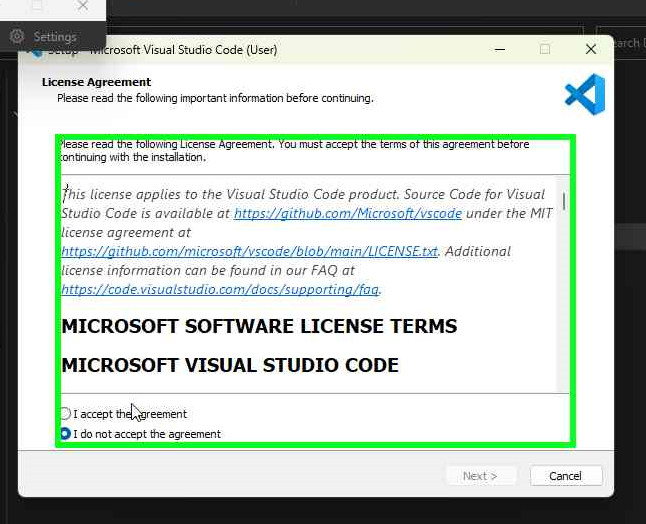 Settings
Setup - Microsoft Visual Studio Code (User)
License Agreement
Please read the following important information before continuing.
Please read the following License Agreement. You must accept the terms of this agreement before
continuing with the installation.
This license applies to the Visual Studio Code product. Source Code for Visual
Studio Code is available at https://github.com/Microsoft/vscode under the MIT
license agreement at
https://github.com/microsoft/vscode/blob/main/LICENSE.txt. Additional
license information can be found in our FAQ at
https://code.visualstudio.com/docs/supporting/faq.
MICROSOFT SOFTWARE LICENSE TERMS
MICROSOFT VISUAL STUDIO CODE
I accept the agreement
I do not accept the agreement
Next >
Cancel